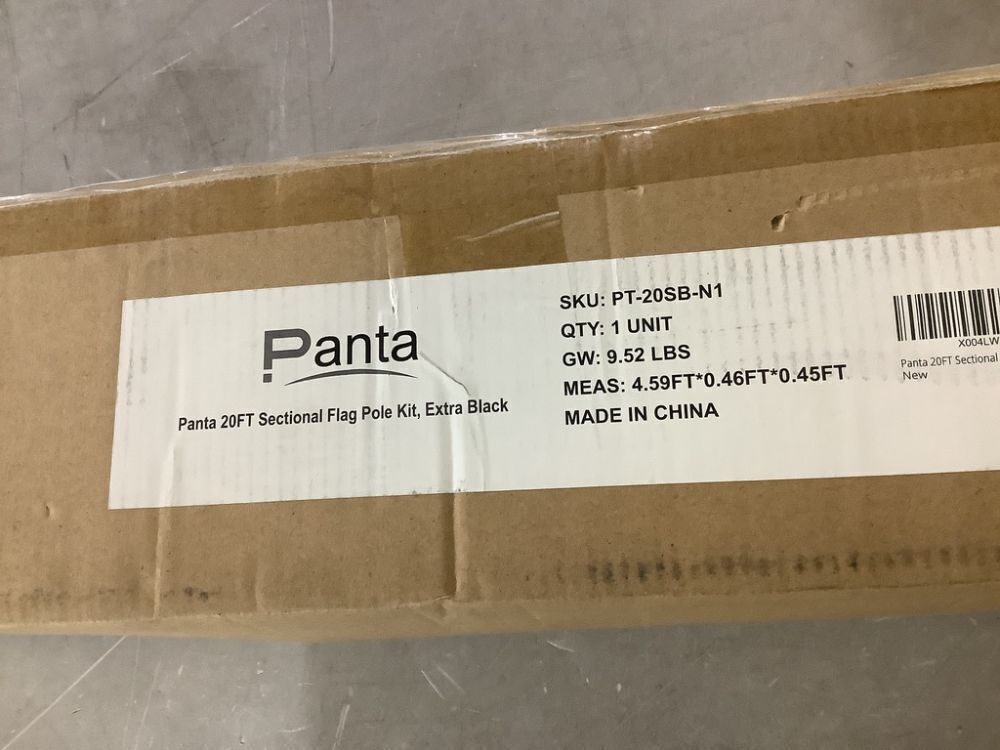 Panta
Panta 20FT Sectional Flag Pole Kit, Extra Black
SKU: PT-20SB-N1
QTY: 1 UNIT
GW: 9.52 LBS
MEAS: 4.59FT*0.46FT*0.45FT
MADE IN CHINA
X004LW
Panta 20FT Sectional
New